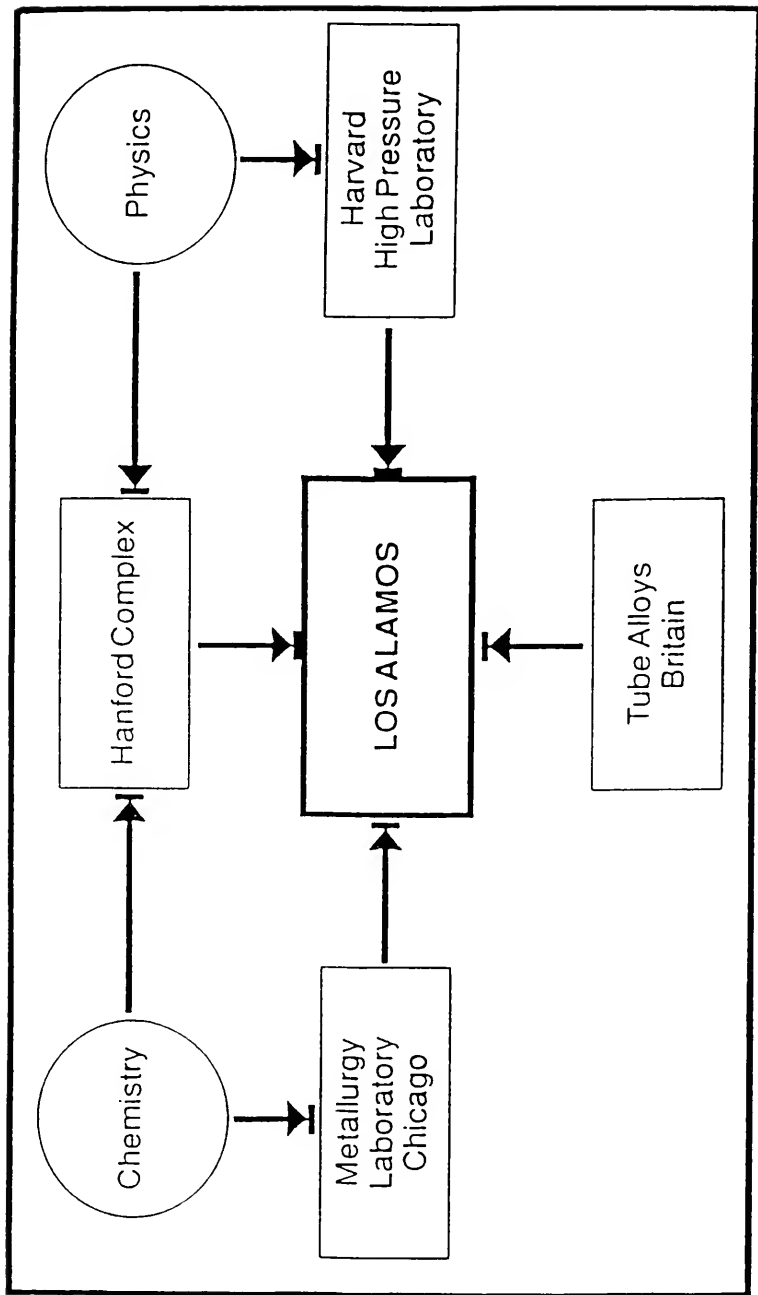 Chemistry
Hanford Complex
Physics
Metallurgy
Laboratory
Chicago
LOS ALAMOS
Harvard
High Pressure
Laboratory
Tube Alloys
Britain